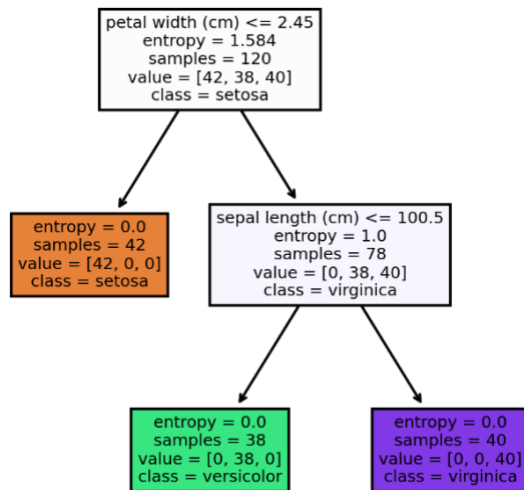 petal width (cm) <= 2.45
entropy = 1.584
samples = 120
value = [42, 38, 40]
class = setosa
entropy = 0.0
samples = 42
value = [42, 0, 0]
class = setosa
sepal length (cm) <= 100.5
entropy = 1.0
samples = 78
value = [0, 38, 40]
class = virginica
entropy = 0.0
samples = 38
value = [0, 38, 0]
class = versicolor
entropy = 0.0
samples = 40
value = [0, 0, 40]
class = virginica